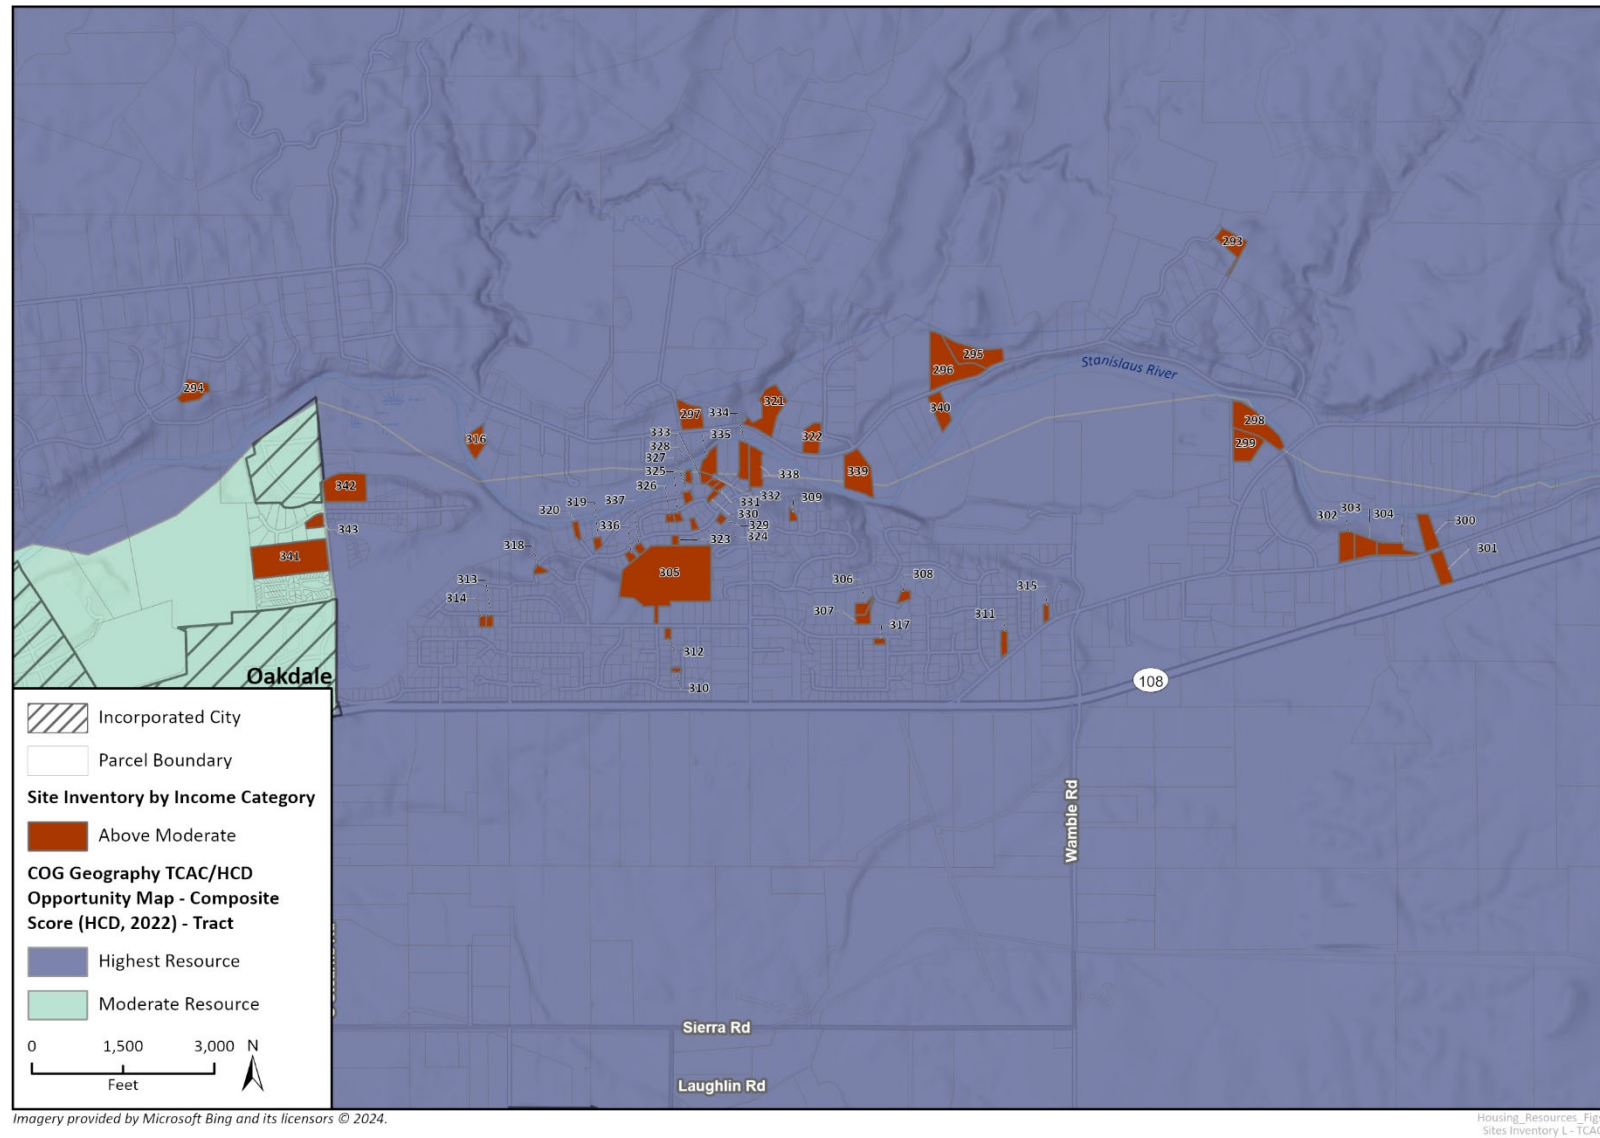 293
295
296
Stanislaus River
294
340
321
297
334
298
333
335
322
299
316
328
327
325
338
339
342
326
319
337
331
332
309
320
330
302
303
304
300
343
336
329
324
318
323
301
341
305
313
306
308
315
314
307
311
317
312
Oakdale
108
310
Wamble Rd
Sierra Rd
Laughlin Rd
Incorporated City
Parcel Boundary
Site Inventory by Income Category
Above Moderate
COG Geography TCAC/HCD
Opportunity Map - Composite
Score (HCD, 2022) - Tract
Highest Resource
Moderate Resource
0 1,500 3,000 N
Feet
Imagery provided by Microsoft Bing and its licensors © 2024.
Housing_Resources_Figs
Sites Inventory L - TCAC